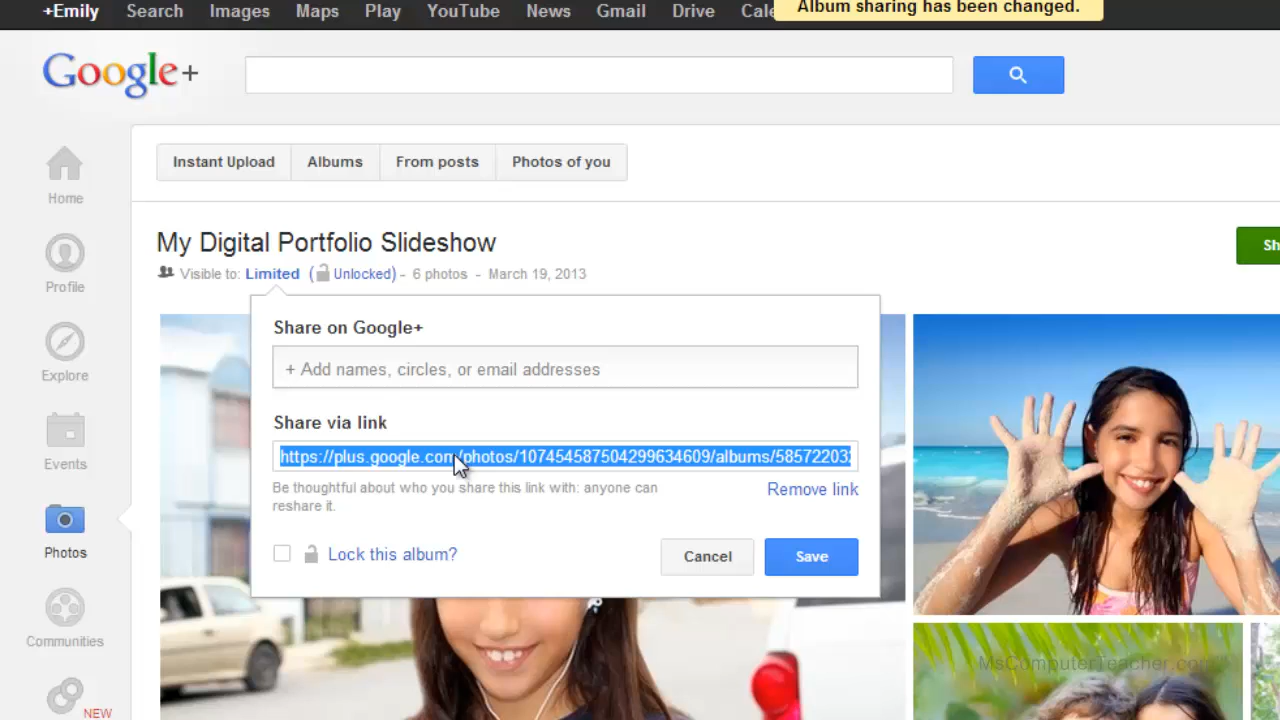 +Emily Search Images Maps Play YouTube News Gmail Drive
Album sharing has been changed.
Google+
Home
Profile
Explore
Events
Photos
Communities
NEW
Instant Upload Albums From posts Photos of you
My Digital Portfolio Slideshow
Visible to: Limited (Unlocked) - 6 photos - March 19, 2013
Share on Google+
+ Add names, circles, or email addresses
Share via link
https://plus.google.com/photos/107454587504299634609/albums/58572203
Be thoughtful about who you share this link with: anyone can
reshare it.
Remove link
Lock this album?
Cancel Save
MsComputerTeacher.com